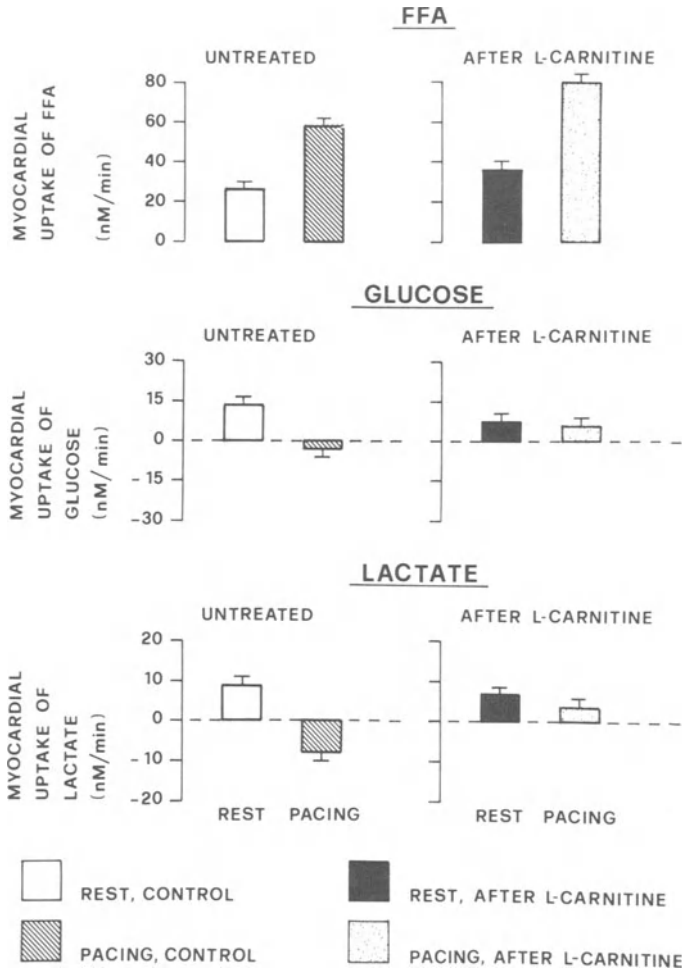 FFA
UNTREATED
AFTER L-CARNITINE
MYOCARDIAL
UPTAKE OF FFA
(nM/min)
80
60
40
20
0
GLUCOSE
UNTREATED
AFTER L-CARNITINE
MYOCARDIAL
UPTAKE OF
GLUCOSE
(nM/min)
30
15
0
-15
-30
LACTATE
UNTREATED
AFTER L-CARNITINE
MYOCARDIAL
UPTAKE OF
LACTATE
(nM/min)
20
10
0
-10
-20
REST PACING
REST PACING
REST, CONTROL
REST, AFTER L-CARNITINE
PACING, CONTROL
PACING, AFTER L-CARNITINE